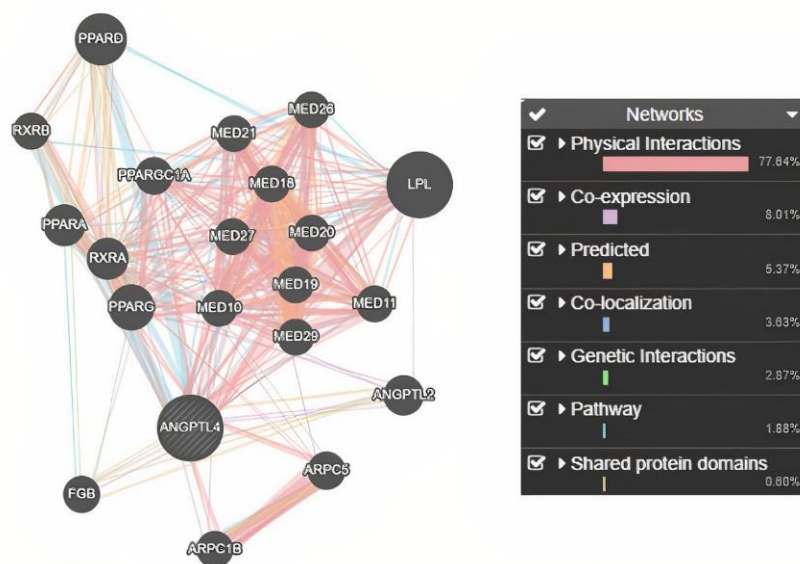 PPARD
RXRB
MED26
MED21
PPARGC1A
MED18
LPL
PPARA
MED27
MED20
RXRA
MED19
PPARG
MED10
MED11
MED29
ANGPTL4
ANGPTL2
FGB
ARPC5
ARPC1B
Networks
Physical Interactions
77.64%
Co-expression
8.01%
Predicted
5.37%
Co-localization
3.63%
Genetic Interactions
2.87%
Pathway
1.88%
Shared protein domains
0.60%